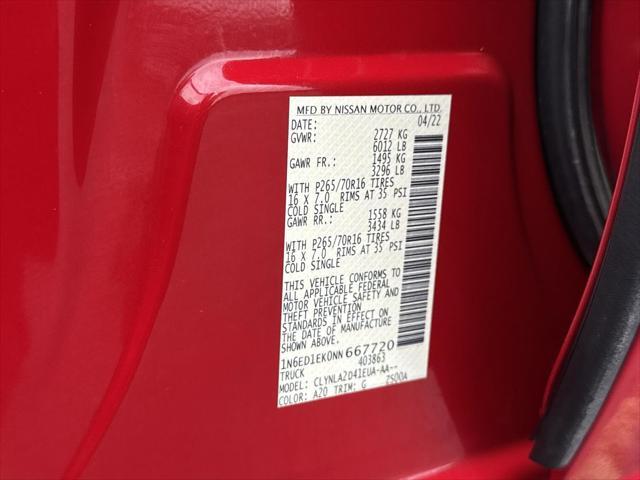 MFD BY NISSAN MOTOR CO., LTD.
DATE: 04/22
GVWR: 2727 KG
6012 LB
GAWR FR.: 1495 KG
3296 LB
WITH P265/70R16 TIRES
16 X 7.0 RIMS AT 35 PSI
COLD SINGLE
GAWR RR.: 1558 KG
3434 LB
WITH P265/70R16 TIRES
16 X 7.0 RIMS AT 35 PSI
COLD SINGLE
THIS VEHICLE CONFORMS TO
ALL APPLICABLE FEDERAL
MOTOR VEHICLE SAFETY AND
THEFT PREVENTION
STANDARDS IN EFFECT ON
THE DATE OF MANUFACTURE
SHOWN ABOVE.
1N6ED1EK0NN667720
TRUCK 403863
MODEL: CLYNLA2D41EUA-AA--
COLOR: A20 TRIM: G 2S00A